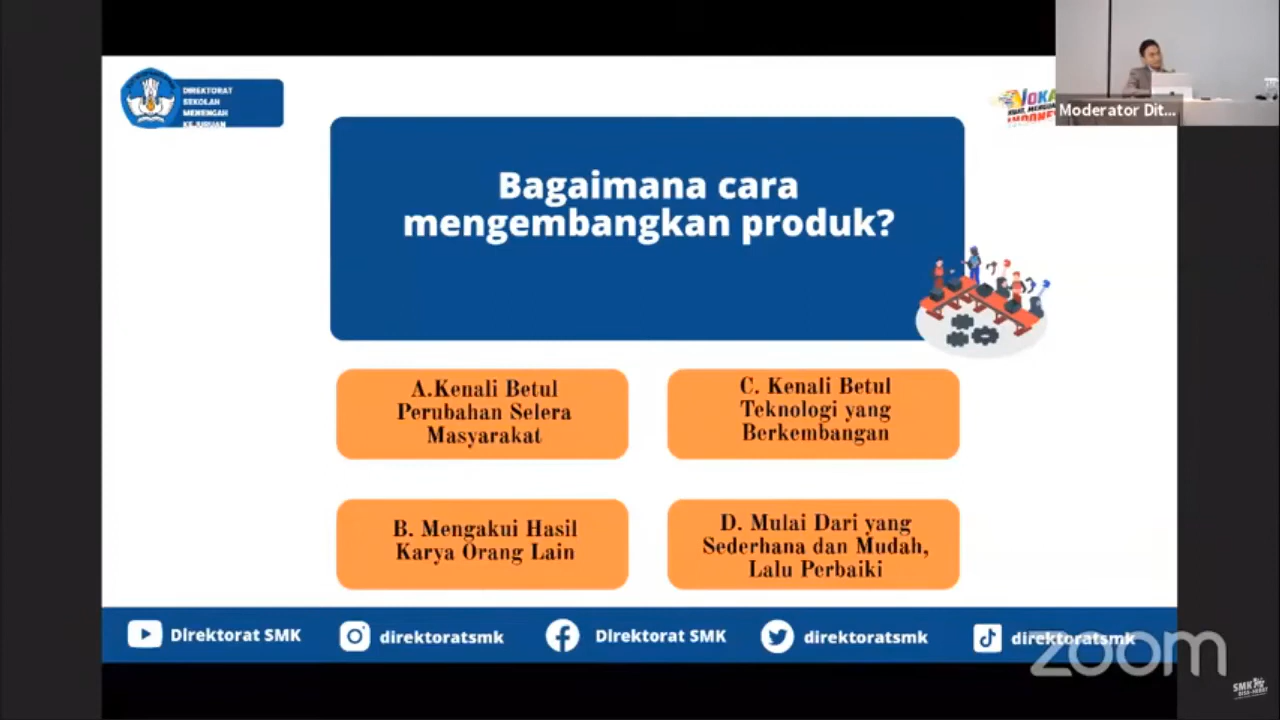 DIREKTORAT
SEKOLAH
MENENGAH
KEJURUAN
Moderator Dit...
Bagaimana cara
mengembangkan produk?
A.Kenali Betul
Perubahan Selera
Masyarakat
C. Kenali Betul
Teknologi yang
Berkembangan
B. Mengakui Hasil
Karya Orang Lain
D. Mulai Dari yang
Sederhana dan Mudah,
Lalu Perbaiki
Direktorat SMK
direktoratsmk
Direktorat SMK
direktoratsmk
direktoratsmk
zoom
SMK